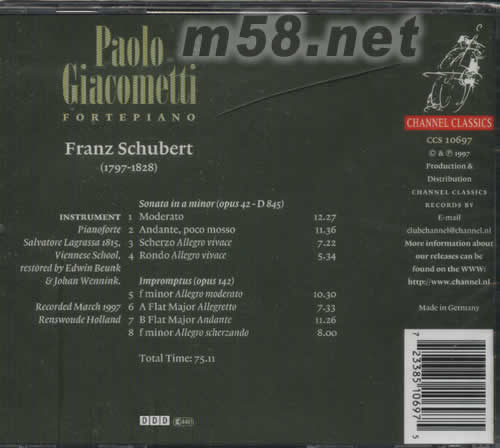 m58.net
Paolo
Giacometti
FORTEPIANO
Franz Schubert
(1797-1828)
Sonata in a minor (opus 42 - D 845)
INSTRUMENT 1 Moderato 12.27
Pianoforte 2 Andante, poco mosso 11.36
Salvatore Lagrassa 1815, 3 Scherzo Allegro vivace 7.22
Viennese School, 4 Rondo Allegro vivace 5.34
restored by Edwin Beunk
& Johan Wennink. Impromptus (opus 142)
5 f minor Allegro moderato 10.30
Recorded March 1997 6 A Flat Major Allegretto 7.33
Renswoude Holland 7 B Flat Major Andante 11.26
8 f minor Allegro scherzando 8.00
Total Time: 75.11
DDD
CHANNEL CLASSICS
CCS 10697
© & ℗ 1997
Production &
Distribution
CHANNEL CLASSICS
RECORDS BY
E-mail
clubchannel@channel.nl
More information about
our releases can be
found on the WWW:
http://www.channel.nl
Made in Germany
7 23385 10697 5